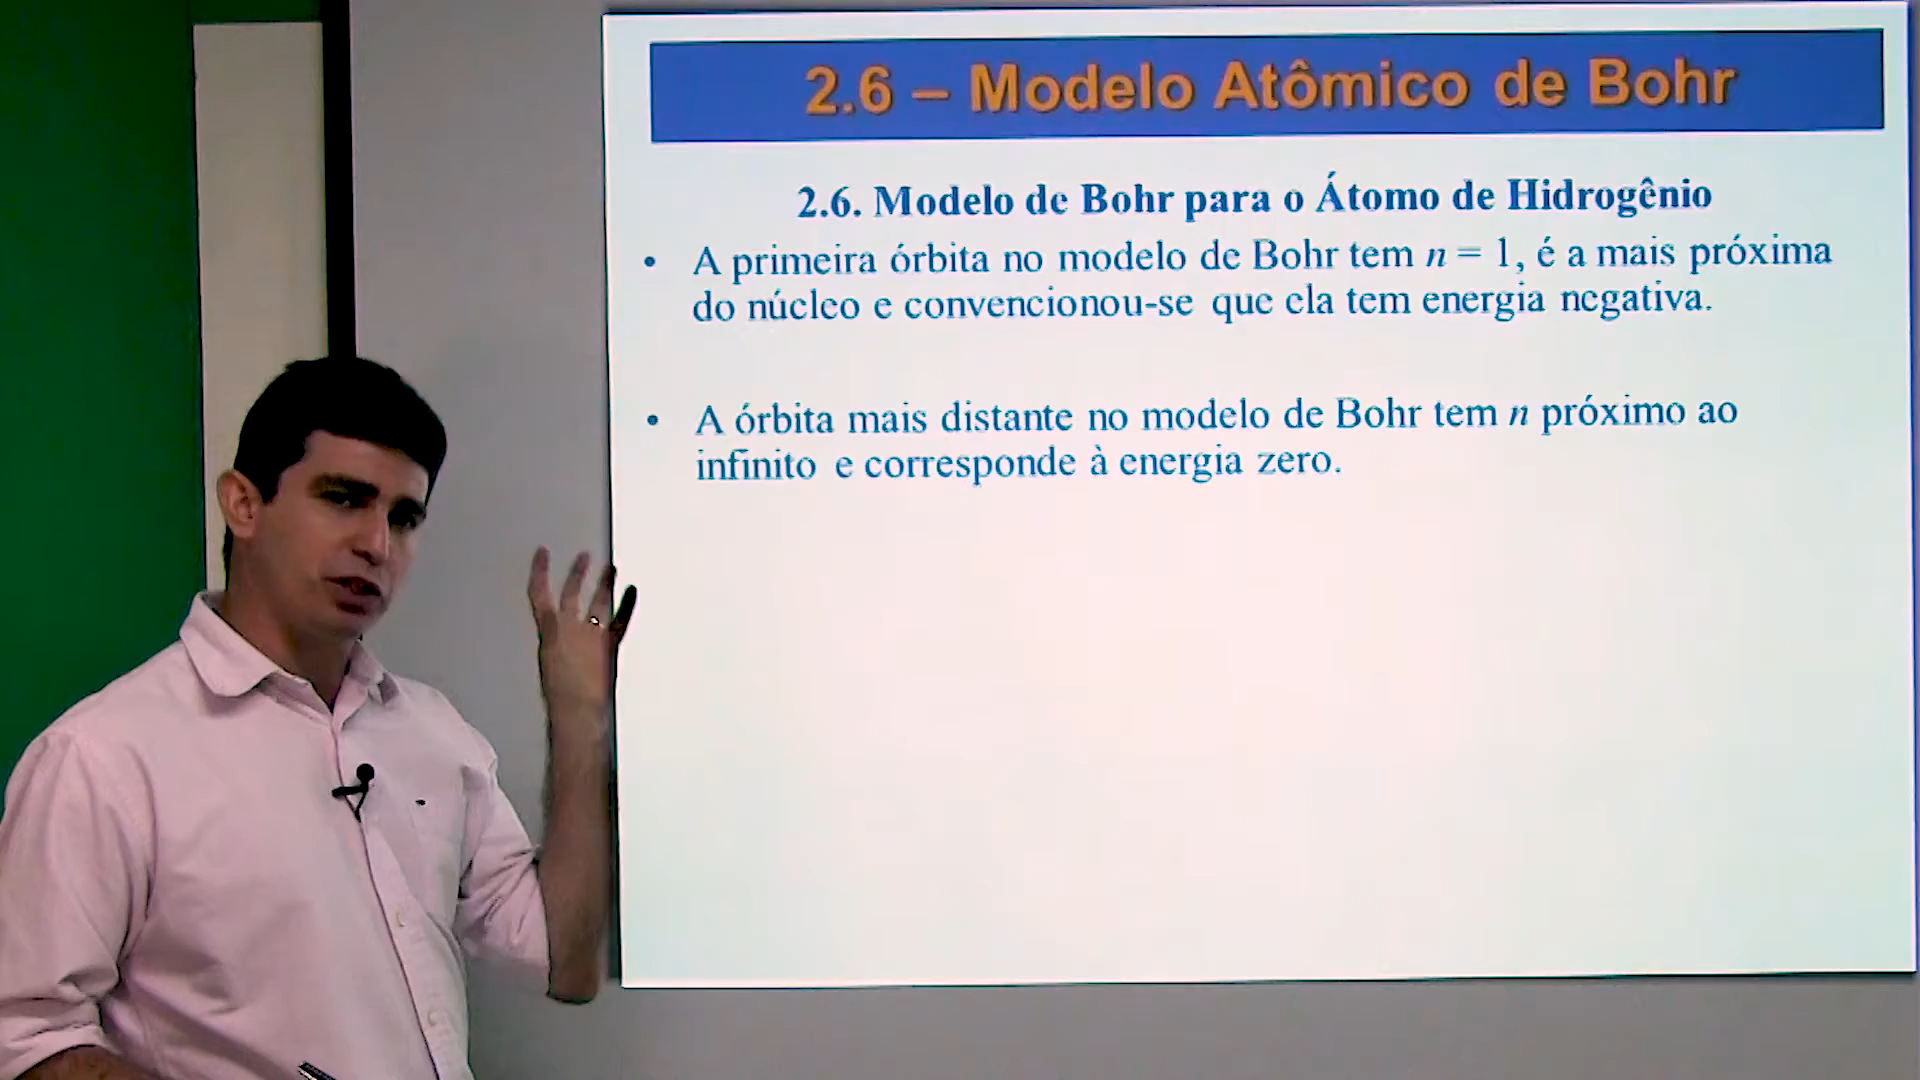 2.6 – Modelo Atômico de Bohr
2.6. Modelo de Bohr para o Átomo de Hidrogênio
• A primeira órbita no modelo de Bohr tem n = 1, é a mais próxima
do núcleo e convencionou-se que ela tem energia negativa.
• A órbita mais distante no modelo de Bohr tem n próximo ao
infinito e corresponde à energia zero.